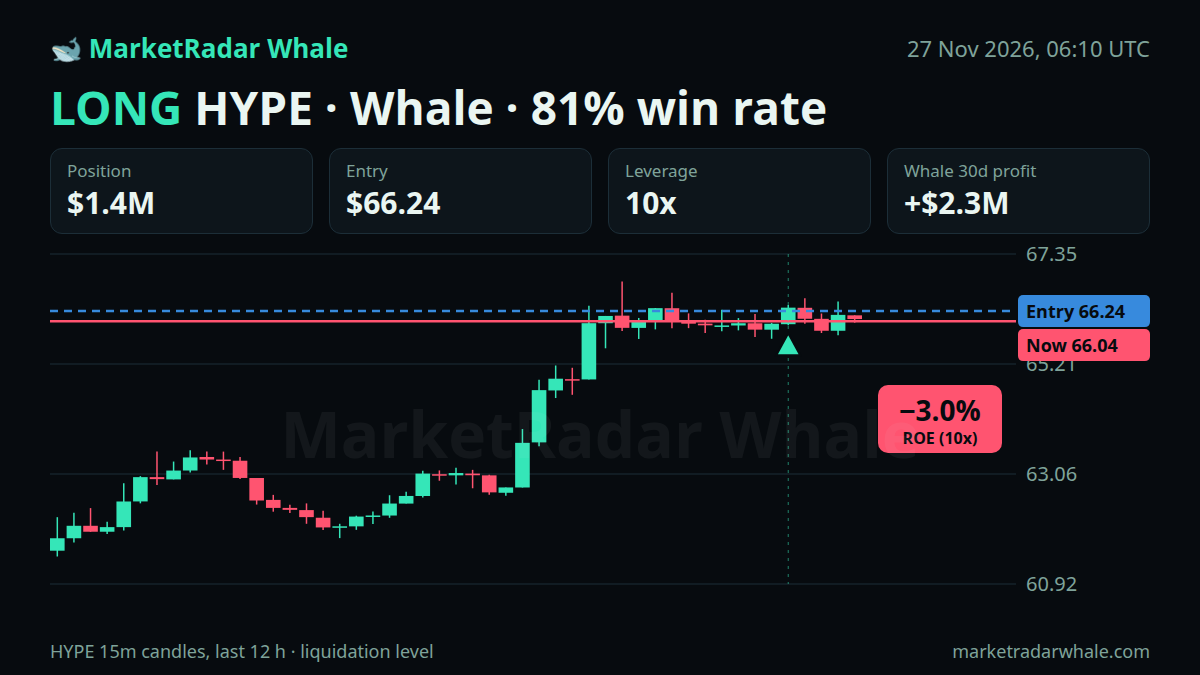 🐋 MarketRadar Whale
27 Nov 2026, 06:10 UTC
LONG HYPE · Whale · 81% win rate
Position
$1.4M
Entry
$66.24
Leverage
10x
Whale 30d profit
+$2.3M
67.35
Entry 66.24
Now 66.04
65.21
−3.0%
ROE (10x)
MarketRadar Whale
63.06
60.92
HYPE 15m candles, last 12 h · liquidation level
marketradarwhale.com